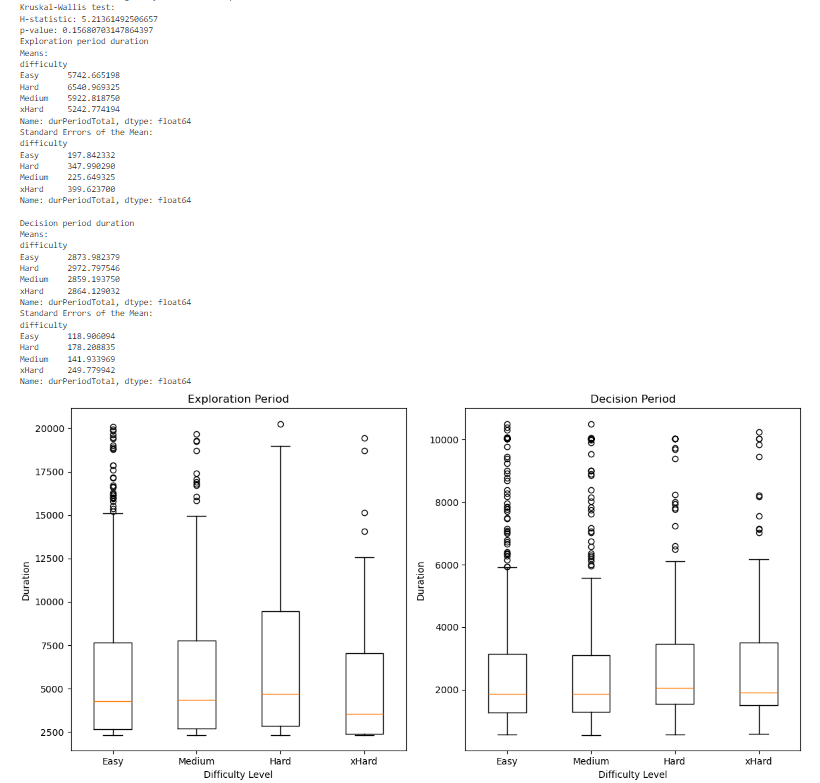 Kruskal-Wallis test:
H-statistic: 5.21361492506657
p-value: 0.15680703147864397
Exploration period duration
Means:
difficulty
Easy 5742.665198
Hard 6540.969325
Medium 5922.818750
xHard 5242.774194
Name: durPeriodTotal, dtype: float64
Standard Errors of the Mean:
difficulty
Easy 197.842332
Hard 347.990290
Medium 225.649325
xHard 399.623700
Name: durPeriodTotal, dtype: float64
Decision period duration
Means:
difficulty
Easy 2873.982379
Hard 2972.797546
Medium 2859.193750
xHard 2864.129032
Name: durPeriodTotal, dtype: float64
Standard Errors of the Mean:
difficulty
Easy 118.906094
Hard 178.208835
Medium 141.933969
xHard 249.779942
Name: durPeriodTotal, dtype: float64
Exploration Period
20000
17500
15000
12500
10000
7500
5000
2500
Duration
Easy Medium Hard xHard
Difficulty Level
Decision Period
10000
8000
6000
4000
2000
Duration
Easy Medium Hard xHard
Difficulty Level